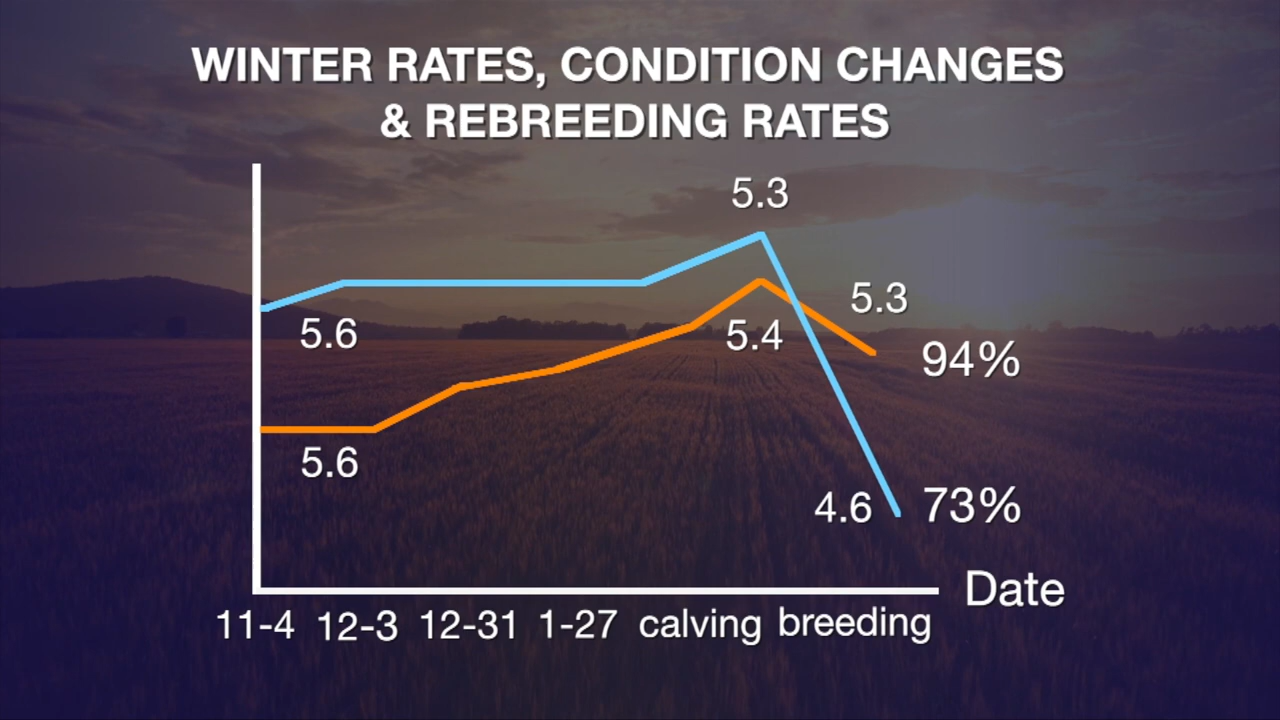 WINTER RATES, CONDITION CHANGES
& REBREEDING RATES
5.3
5.3
5.6
5.4
94%
5.6
4.6
73%
Date
11-4
12-3
12-31
1-27
calving
breeding